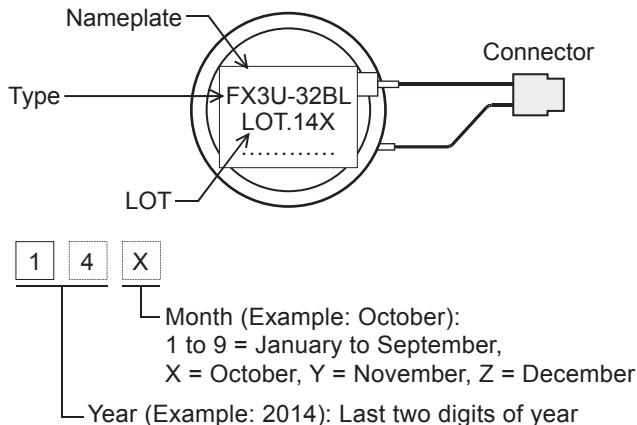 Nameplate
Connector
Type
FX3U-32BL
LOT.14X
............
LOT
1 4 X
Month (Example: October):
1 to 9 = January to September,
X = October, Y = November, Z = December
Year (Example: 2014): Last two digits of year